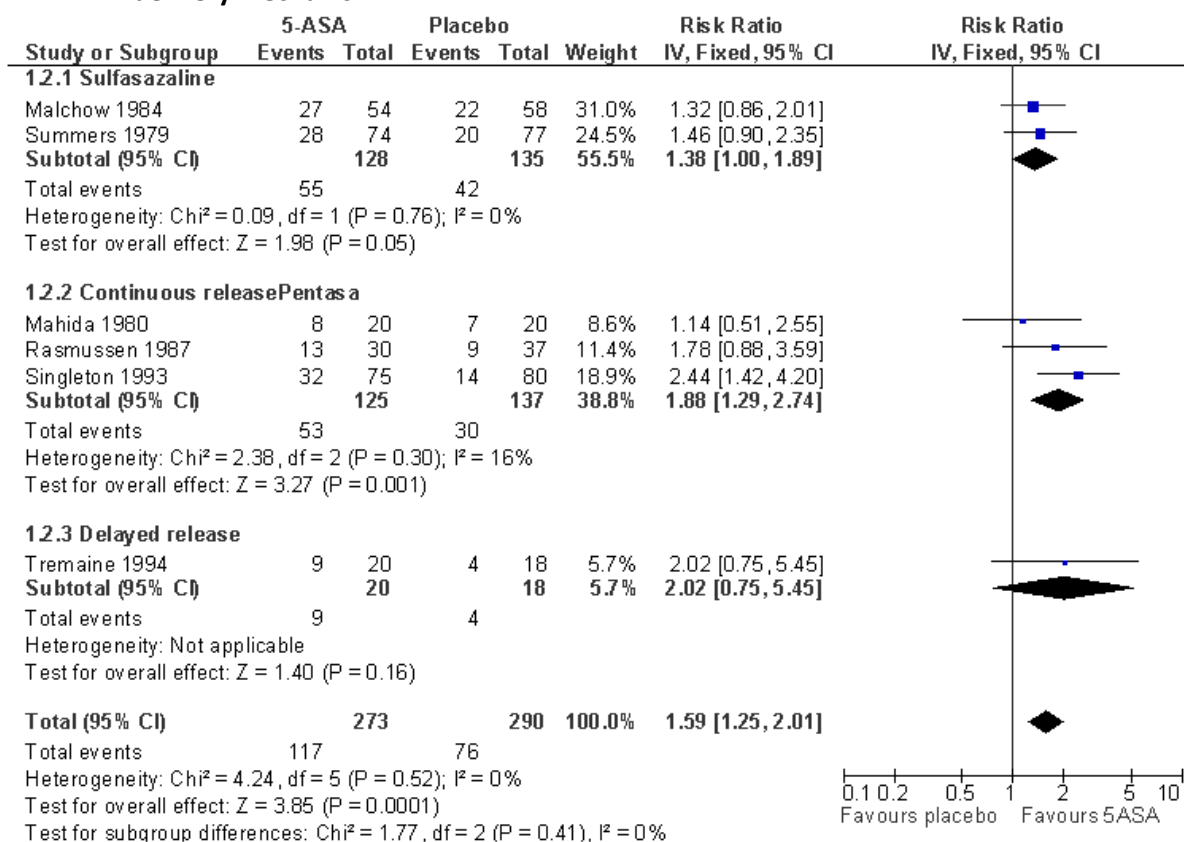 5-ASA Placebo Risk Ratio Risk Ratio
Study or Subgroup Events Total Events Total Weight IV, Fixed, 95% CI IV, Fixed, 95% CI
1.2.1 Sulfasazaline
Malchow 1984 27 54 22 58 31.0% 1.32 [0.86, 2.01]
Summers 1979 28 74 20 77 24.5% 1.46 [0.90, 2.35]
Subtotal (95% CI) 128 135 55.5% 1.38 [1.00, 1.89]
Total events 55 42
Heterogeneity: Chi² = 0.09, df = 1 (P = 0.76); I² = 0%
Test for overall effect: Z = 1.98 (P = 0.05)
1.2.2 Continuous releasePentasa
Mahida 1980 8 20 7 20 8.6% 1.14 [0.51, 2.55]
Rasmussen 1987 13 30 9 37 11.4% 1.78 [0.88, 3.59]
Singleton 1993 32 75 14 80 18.9% 2.44 [1.42, 4.20]
Subtotal (95% CI) 125 137 38.8% 1.88 [1.29, 2.74]
Total events 53 30
Heterogeneity: Chi² = 2.38, df = 2 (P = 0.30); I² = 16%
Test for overall effect: Z = 3.27 (P = 0.001)
1.2.3 Delayed release
Tremaine 1994 9 20 4 18 5.7% 2.02 [0.75, 5.45]
Subtotal (95% CI) 20 18 5.7% 2.02 [0.75, 5.45]
Total events 9 4
Heterogeneity: Not applicable
Test for overall effect: Z = 1.40 (P = 0.16)
Total (95% CI) 273 290 100.0% 1.59 [1.25, 2.01]
Total events 117 76
Heterogeneity: Chi² = 4.24, df = 5 (P = 0.52); I² = 0%
Test for overall effect: Z = 3.85 (P = 0.0001)
Test for subgroup differences: Chi² = 1.77, df = 2 (P = 0.41), I² = 0%
0.1 0.2 0.5 1 2 5 10
Favours placebo Favours 5ASA